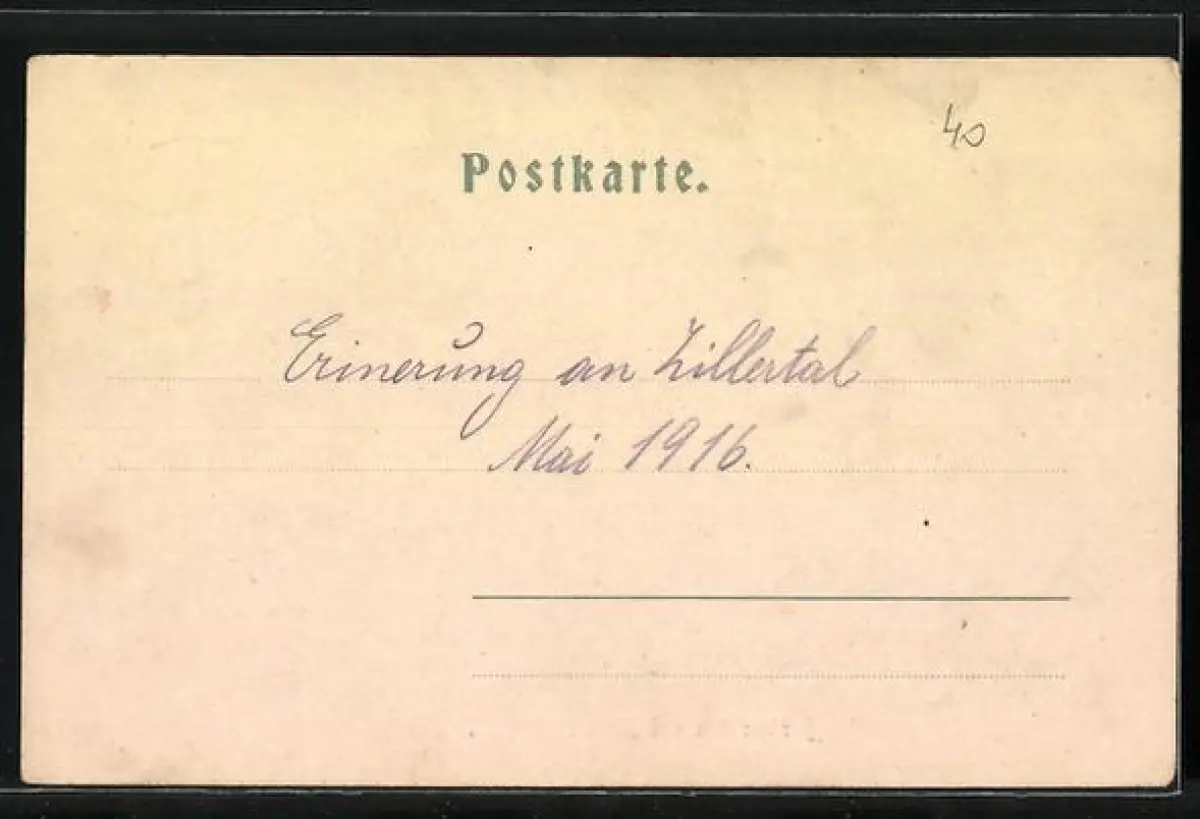 Postkarte.
40
Erinerung an Zillertal
Mai 1916.